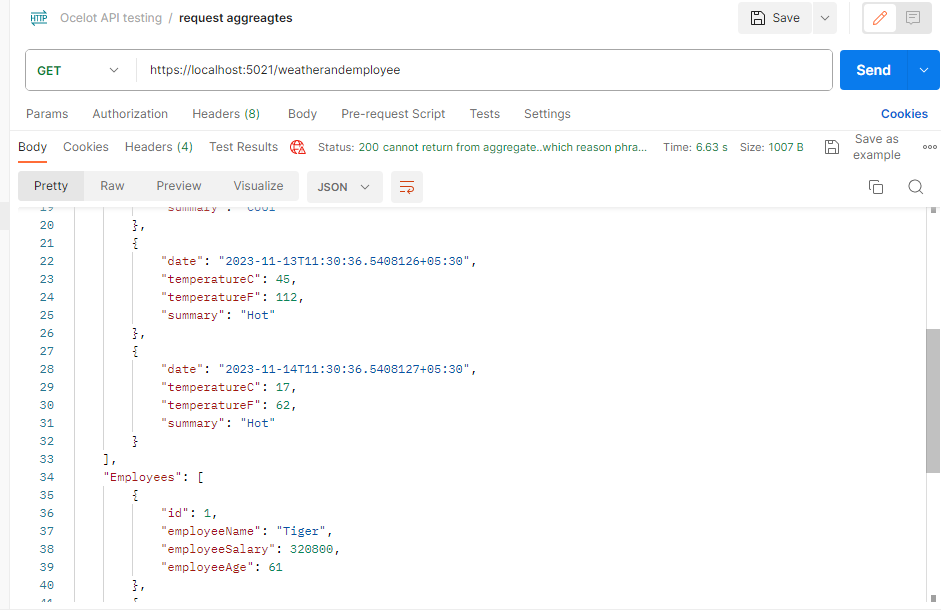 HTTP Ocelot API testing / request aggreagtes Save
GET https://localhost:5021/weatherandemployee Send
Params Authorization Headers (8) Body Pre-request Script Tests Settings Cookies
Body Cookies Headers (4) Test Results Status: 200 cannot return from aggregate..which reason phra... Time: 6.63 s Size: 1007 B Save as example
Pretty Raw Preview Visualize JSON
19 "summary": "Cool"
20 },
21 {
22 "date": "2023-11-13T11:30:36.5408126+05:30",
23 "temperatureC": 45,
24 "temperatureF": 112,
25 "summary": "Hot"
26 },
27 {
28 "date": "2023-11-14T11:30:36.5408127+05:30",
29 "temperatureC": 17,
30 "temperatureF": 62,
31 "summary": "Hot"
32 }
33 ],
34 "Employees": [
35 {
36 "id": 1,
37 "employeeName": "Tiger",
38 "employeeSalary": 320800,
39 "employeeAge": 61
40 },